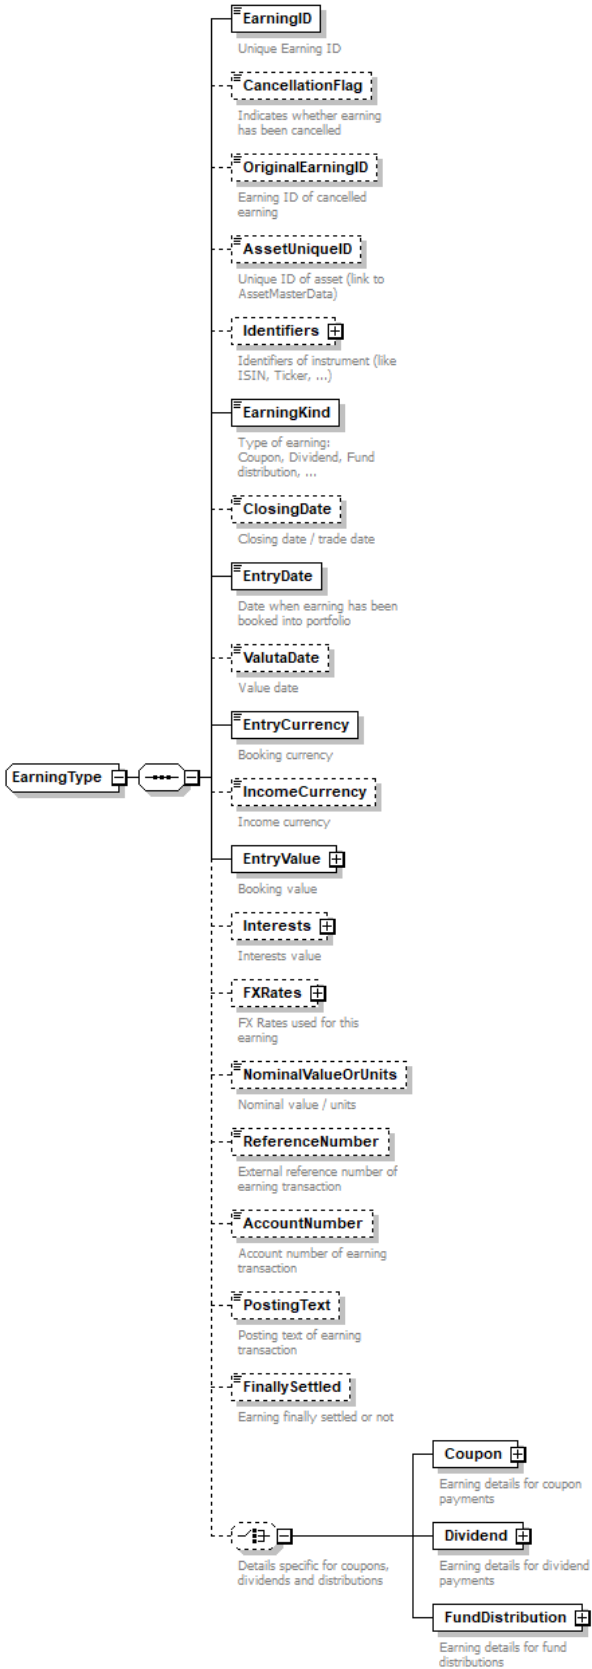 EarningID
Unique Earning ID
CancellationFlag
Indicates whether earning
has been cancelled
OriginalEarningID
Earning ID of cancelled
earning
AssetUniqueID
Unique ID of asset (link to
AssetMasterData)
Identifiers
Identifiers of instrument (like
ISIN, Ticker, ...)
EarningKind
Type of earning:
Coupon, Dividend, Fund
distribution, ...
ClosingDate
Closing date / trade date
EntryDate
Date when earning has been
booked into portfolio
ValutaDate
Value date
EntryCurrency
Booking currency
EarningType
IncomeCurrency
Income currency
EntryValue
Booking value
Interests
Interests value
FXRates
FX Rates used for this
earning
NominalValueOrUnits
Nominal value / units
ReferenceNumber
External reference number of
earning transaction
AccountNumber
Account number of earning
transaction
PostingText
Posting text of earning
transaction
FinallySettled
Earning finally settled or not
Coupon
Earning details for coupon
payments
Details specific for coupons,
dividends and distributions
Dividend
Earning details for dividend
payments
FundDistribution
Earning details for fund
distributions